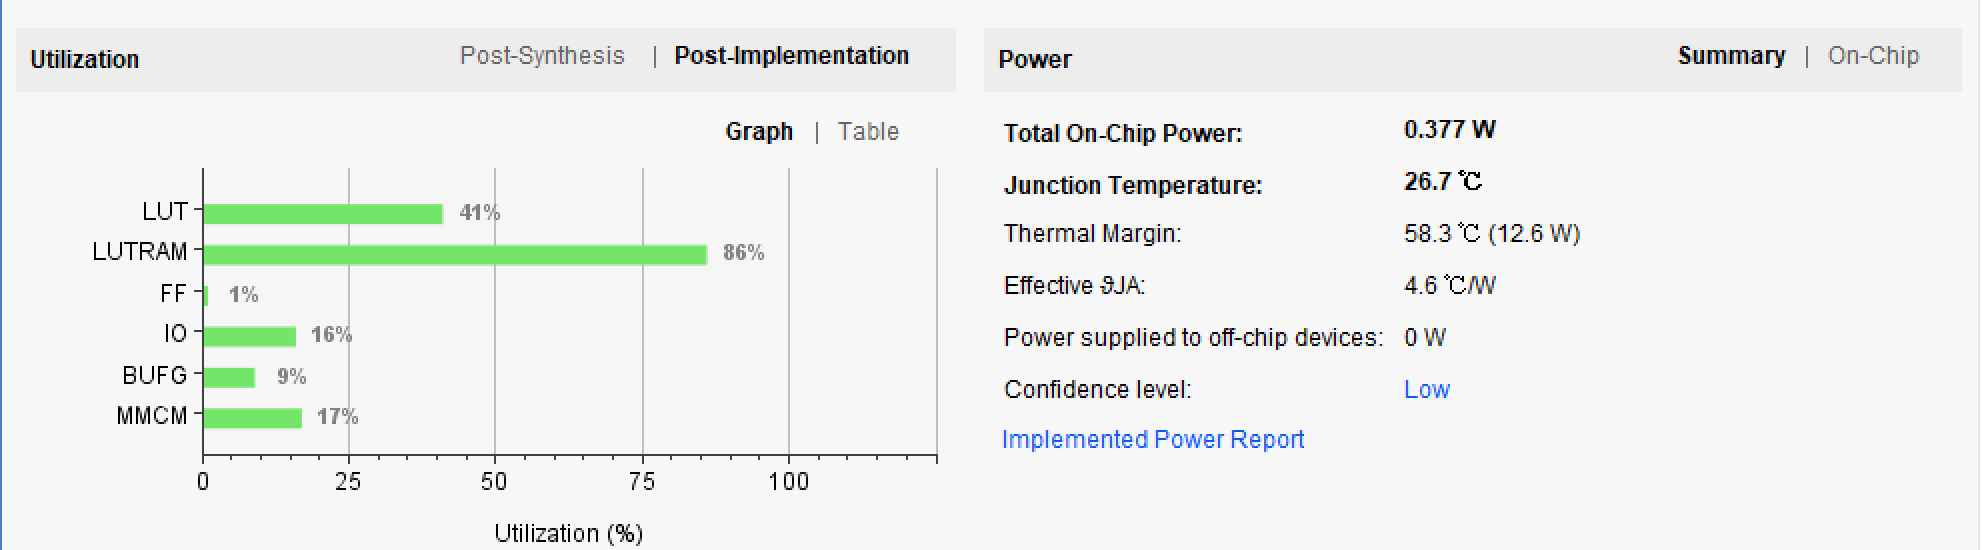 Utilization
Post-Synthesis | Post-Implementation
Graph | Table
LUT 41%
LUTRAM 86%
FF 1%
IO 16%
BUFG 9%
MMCM 17%
0 25 50 75 100
Utilization (%)
Power
Summary | On-Chip
Total On-Chip Power: 0.377 W
Junction Temperature: 26.7 ℃
Thermal Margin: 58.3 ℃ (12.6 W)
Effective ϑJA: 4.6 ℃/W
Power supplied to off-chip devices: 0 W
Confidence level: Low
Implemented Power Report